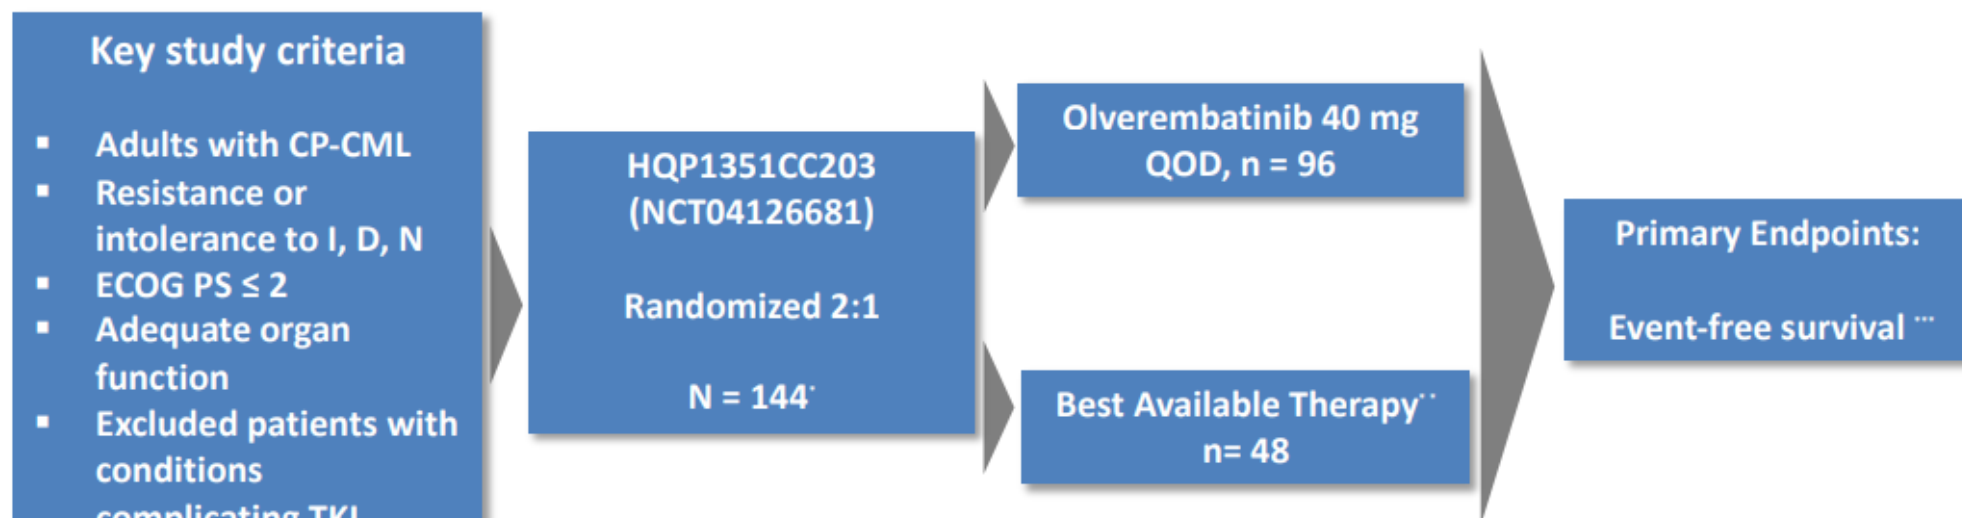 Key study criteria
▪ Adults with CP-CML
▪ Resistance or
intolerance to I, D, N
▪ ECOG PS ≤ 2
▪ Adequate organ
function
▪ Excluded patients with
conditions
complicating TKI
HQP1351CC203
(NCT04126681)
Randomized 2:1
N = 144*
Olverembatinib 40 mg
QOD, n = 96
Best Available Therapy**
n= 48
Primary Endpoints:
Event-free survival ***